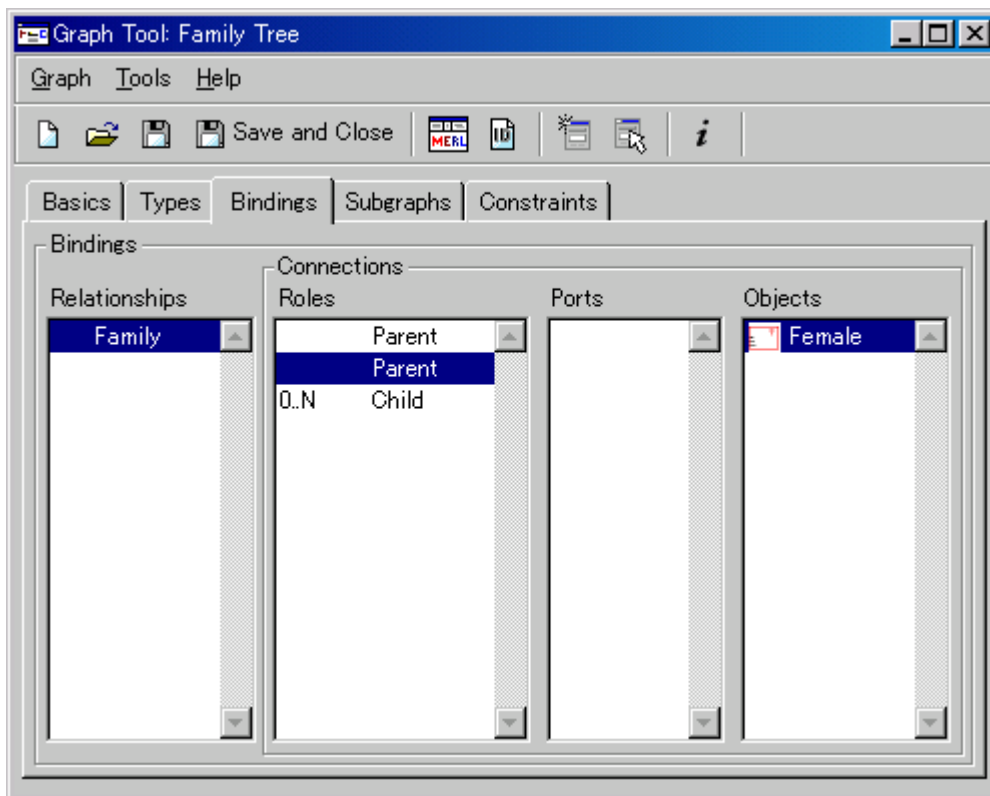 Graph Tool: Family Tree
Graph Tools Help
Save and Close MERL i
Basics Types Bindings Subgraphs Constraints
Bindings
Connections
Relationships Roles Ports Objects
Family Parent Female
Parent
0..N Child